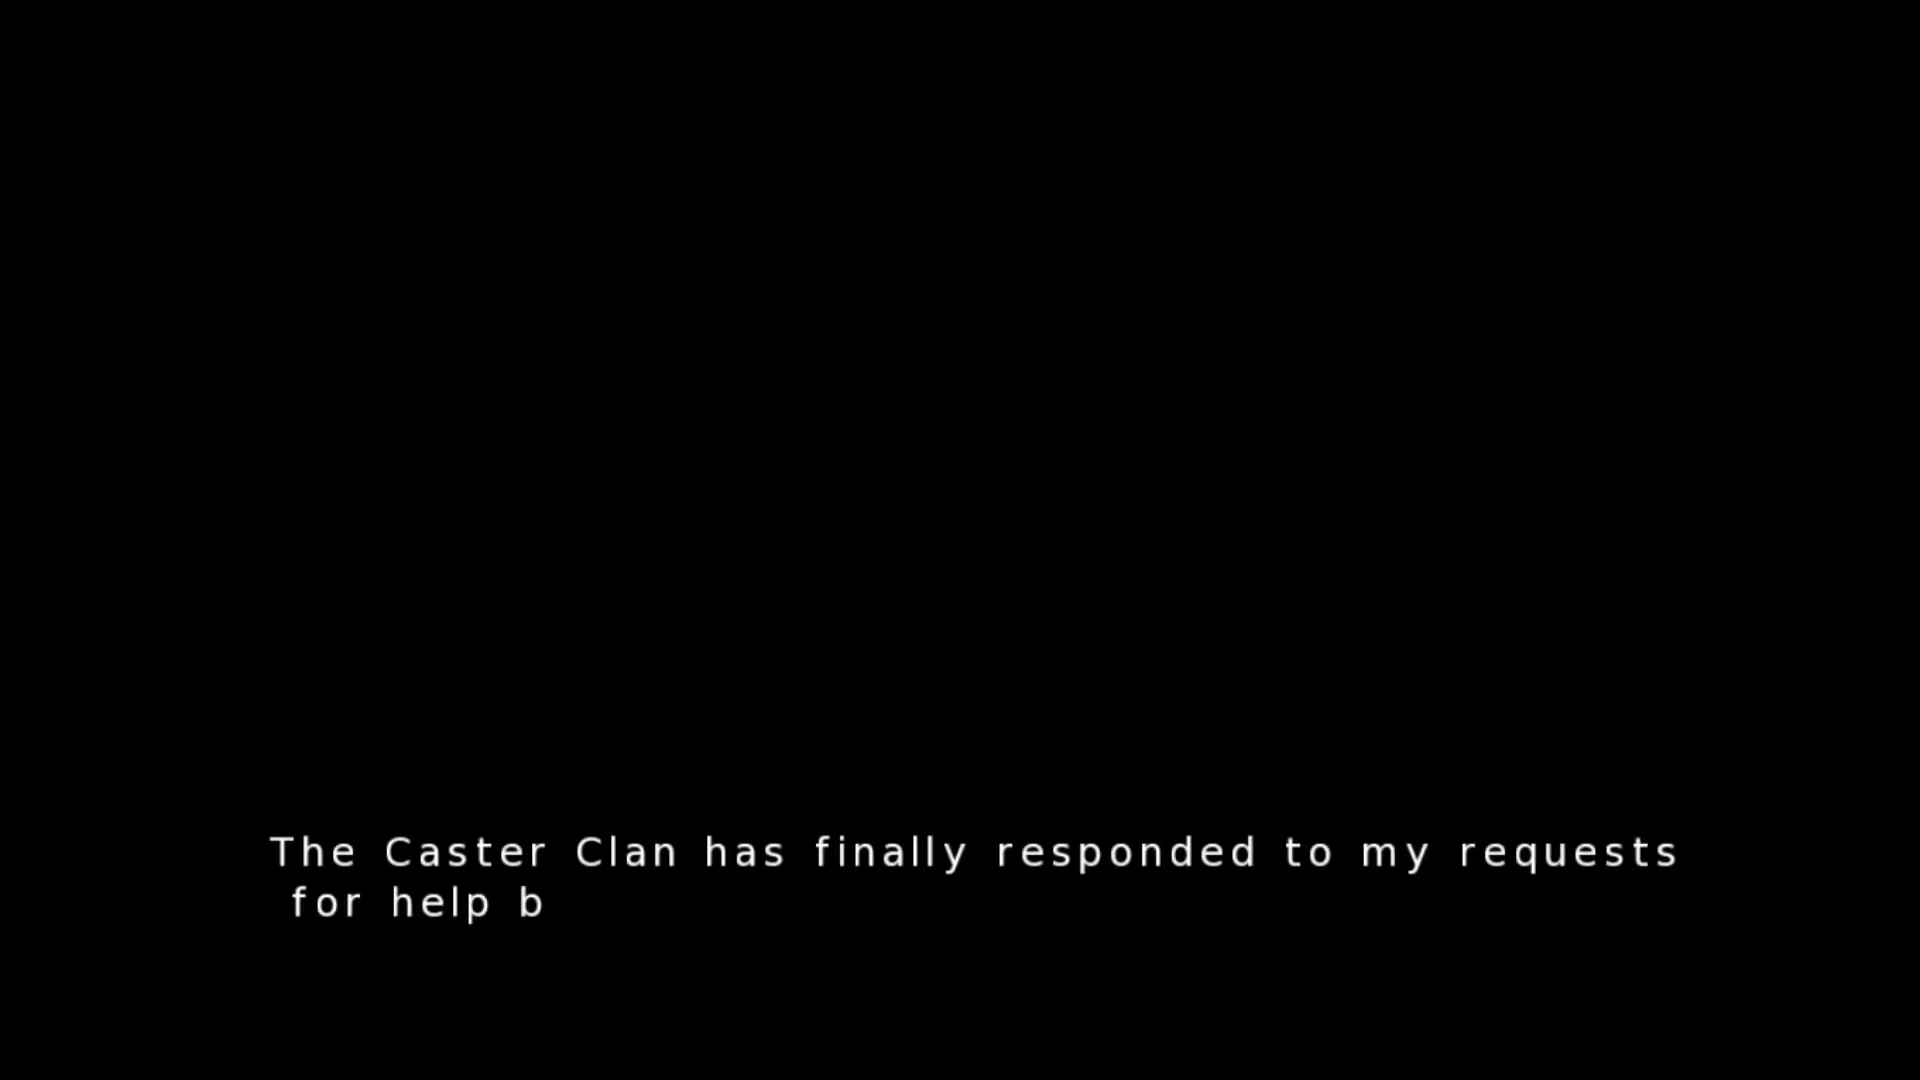 The Caster Clan has finally responded to my requests
for help b